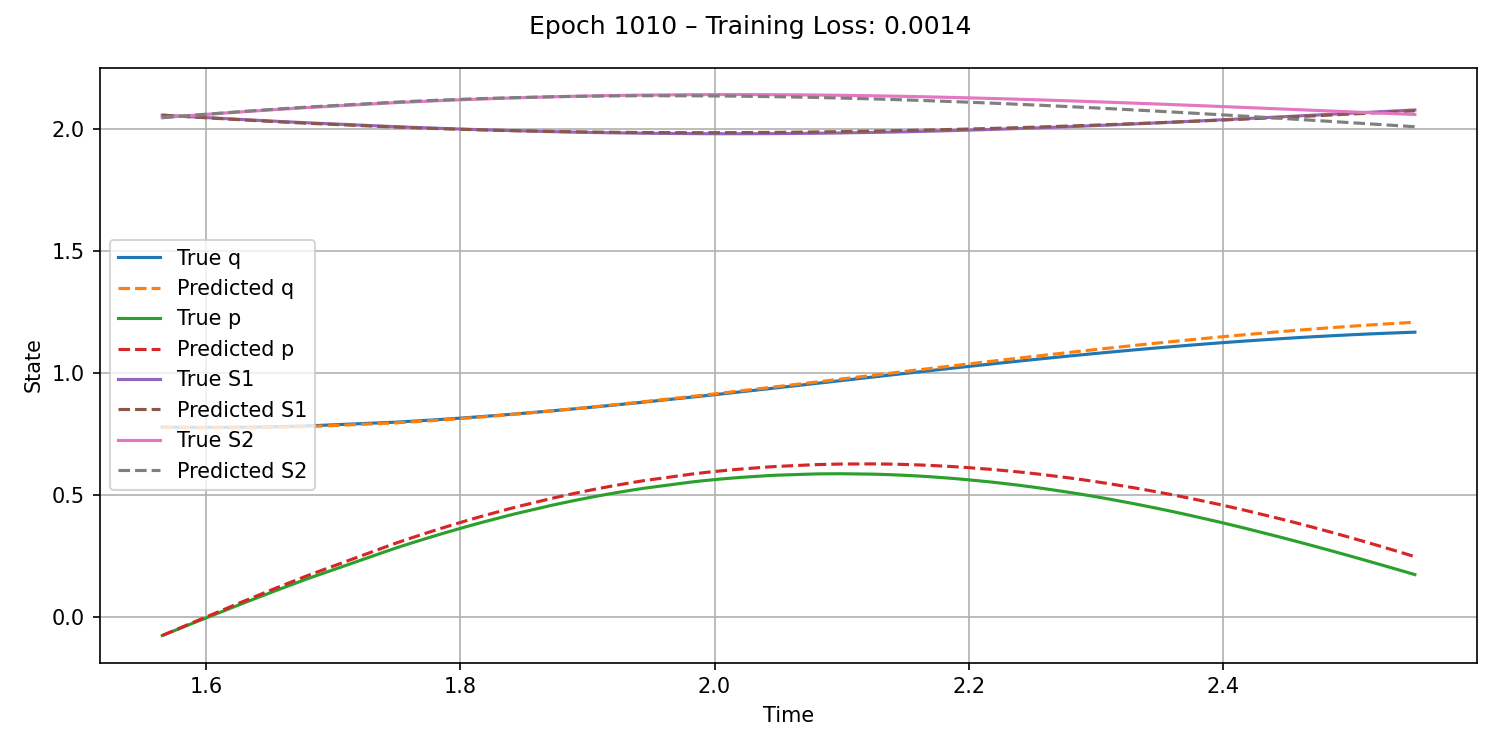 Epoch 1010 – Training Loss: 0.0014
2.0
1.5
1.0
0.5
0.0
State
True q
Predicted q
True p
Predicted p
True S1
Predicted S1
True S2
Predicted S2
1.6
1.8
2.0
2.2
2.4
Time